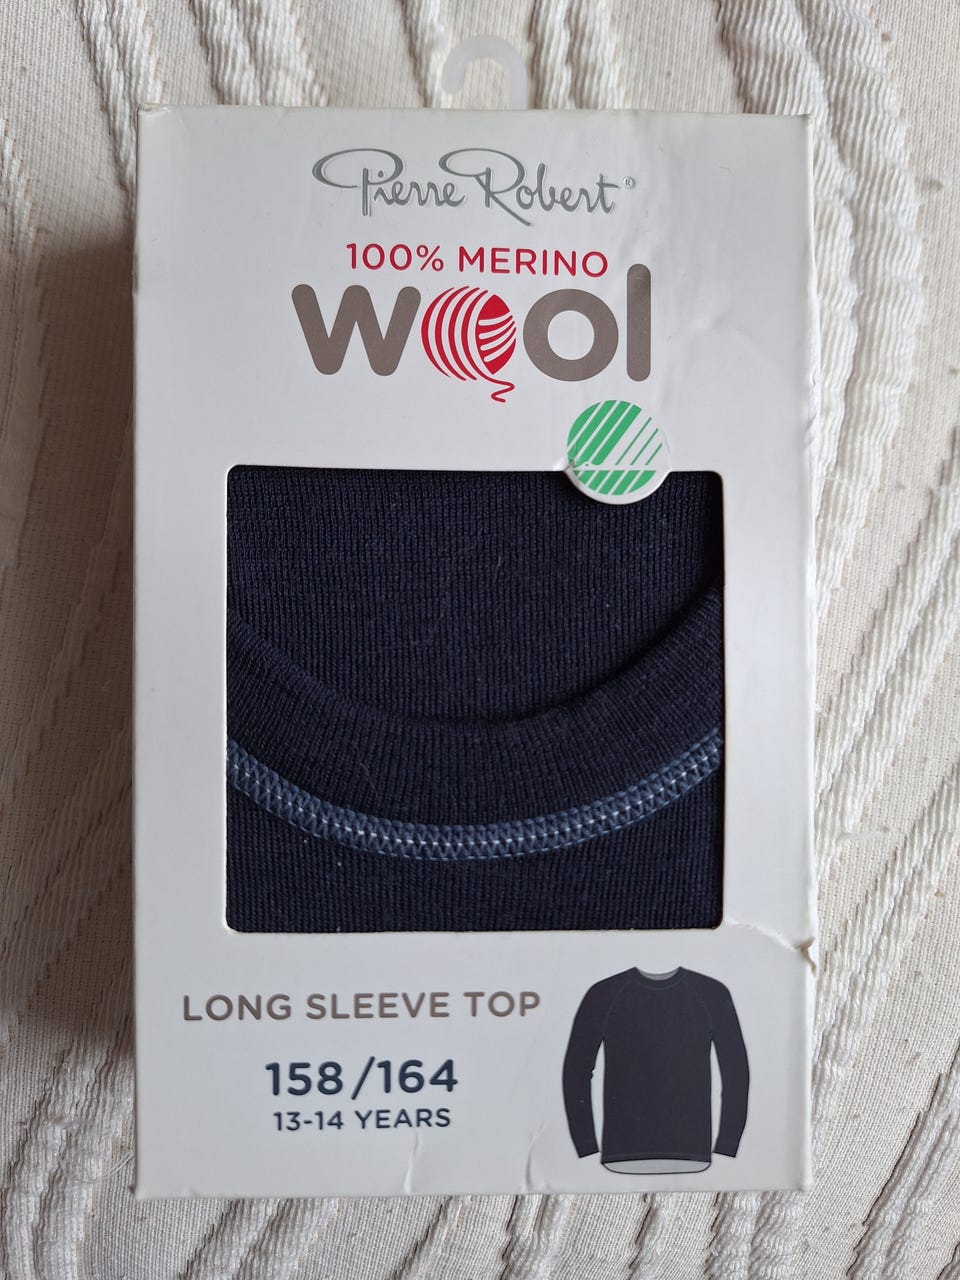 Pierre Robert®
100% MERINO
wool
LONG SLEEVE TOP
158/164
13-14 YEARS